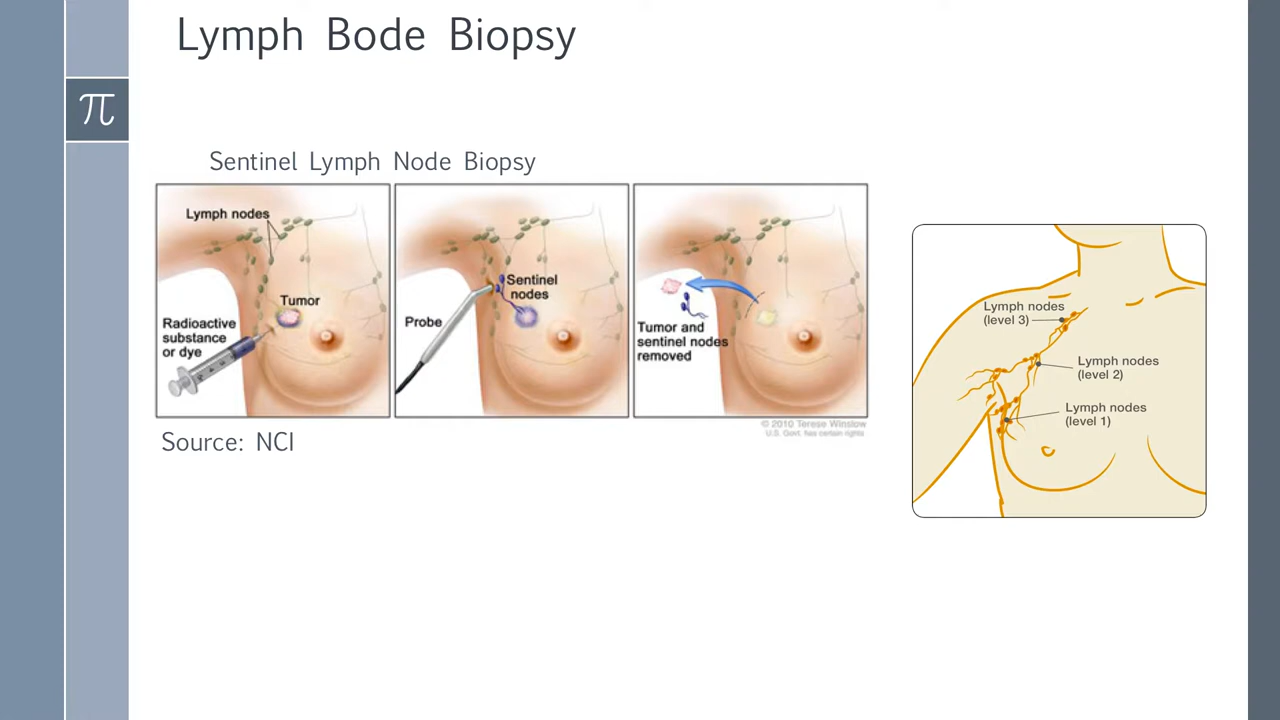 Lymph Bode Biopsy
π
Sentinel Lymph Node Biopsy
Lymph nodes
Tumor
Radioactive
substance
or dye
Sentinel
nodes
Probe
Tumor and
sentinel nodes
removed
© 2010 Terese Winslow
U.S. Govt. has certain rights
Source: NCI
Lymph nodes
(level 3)
Lymph nodes
(level 2)
Lymph nodes
(level 1)